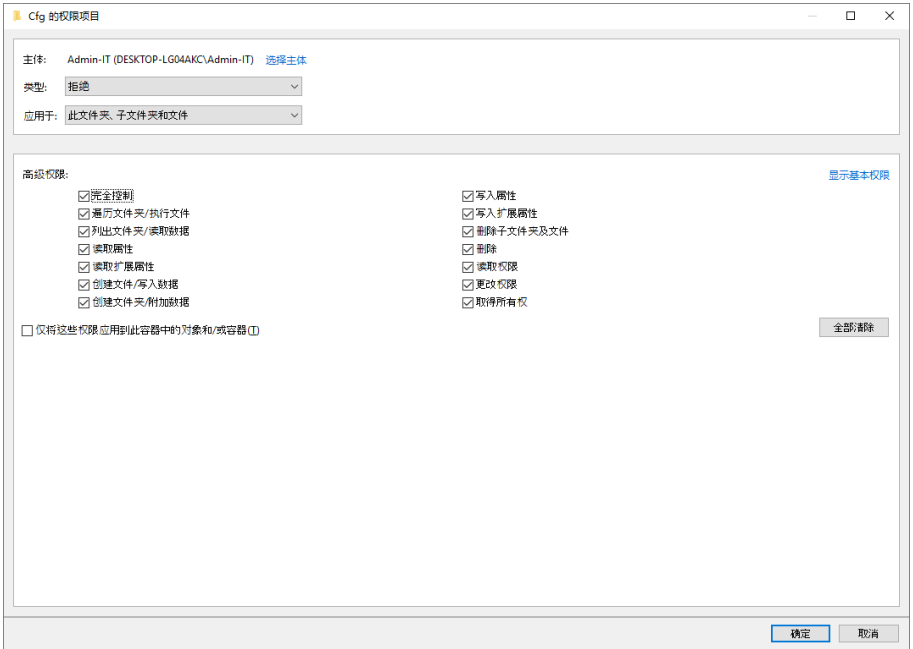 Cfg 的权限项目
主体: Admin-IT (DESKTOP-LG04AKC\Admin-IT) 选择主体
类型: 拒绝
应用于: 此文件夹、子文件夹和文件
高级权限: 显示基本权限
完全控制 写入属性
遍历文件夹/执行文件 写入扩展属性
列出文件夹/读取数据 删除子文件夹及文件
读取属性 删除
读取扩展属性 读取权限
创建文件/写入数据 更改权限
创建文件夹/附加数据 取得所有权
仅将这些权限应用到此容器中的对象和/或容器(T) 全部清除
确定 取消